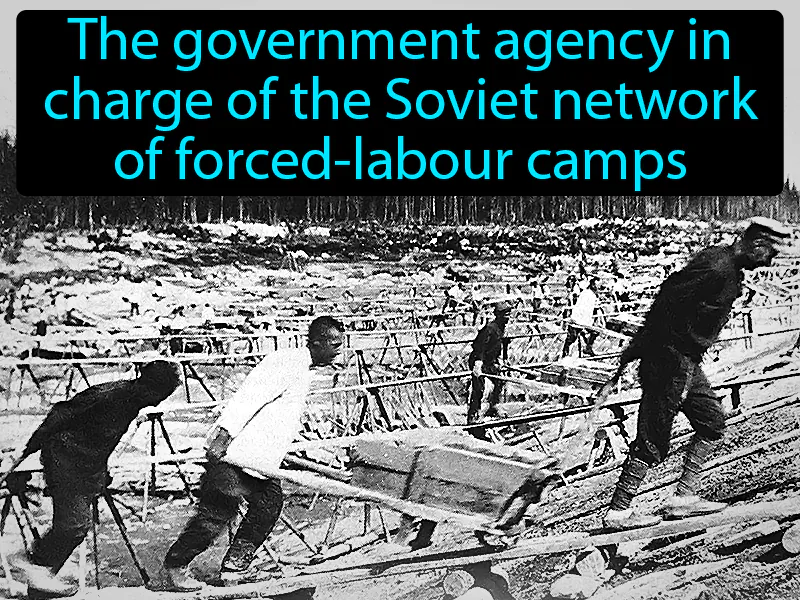 The government agency in
charge of the Soviet network
of forced-labour camps